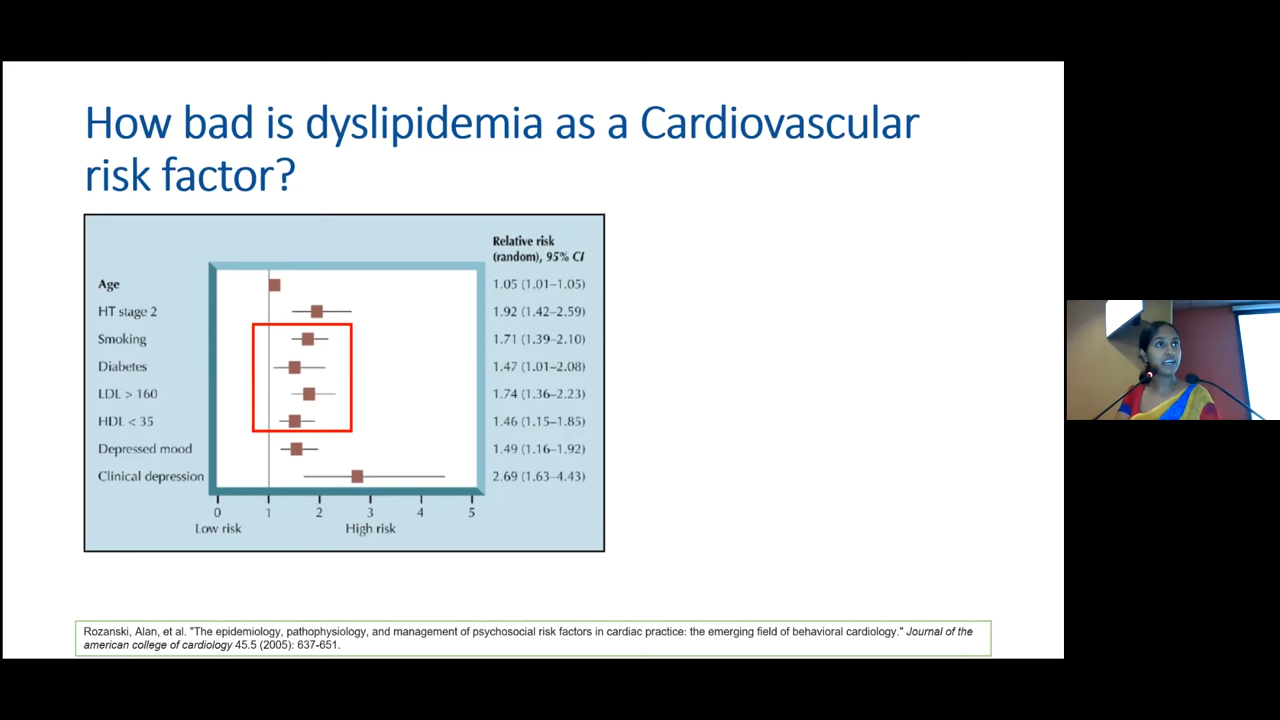 How bad is dyslipidemia as a Cardiovascular
risk factor?
Relative risk
(random), 95% CI
Age 1.05 (1.01–1.05)
HT stage 2 1.92 (1.42–2.59)
Smoking 1.71 (1.39–2.10)
Diabetes 1.47 (1.01–2.08)
LDL > 160 1.74 (1.36–2.23)
HDL < 35 1.46 (1.15–1.85)
Depressed mood 1.49 (1.16–1.92)
Clinical depression 2.69 (1.63–4.43)
0 1 2 3 4 5
Low risk High risk
Rozanski, Alan, et al. "The epidemiology, pathophysiology, and management of psychosocial risk factors in cardiac practice: the emerging field of behavioral cardiology." Journal of the
american college of cardiology 45.5 (2005): 637-651.